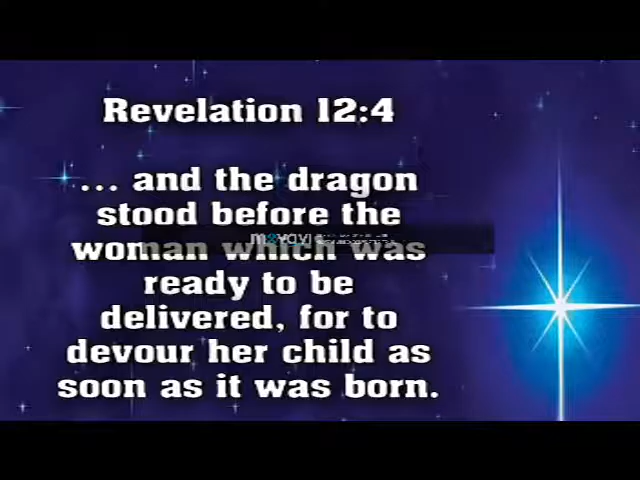 Revelation 12:4
... and the dragon
stood before the
woman which was
movavi
ready to be
delivered, for to
devour her child as
soon as it was born.